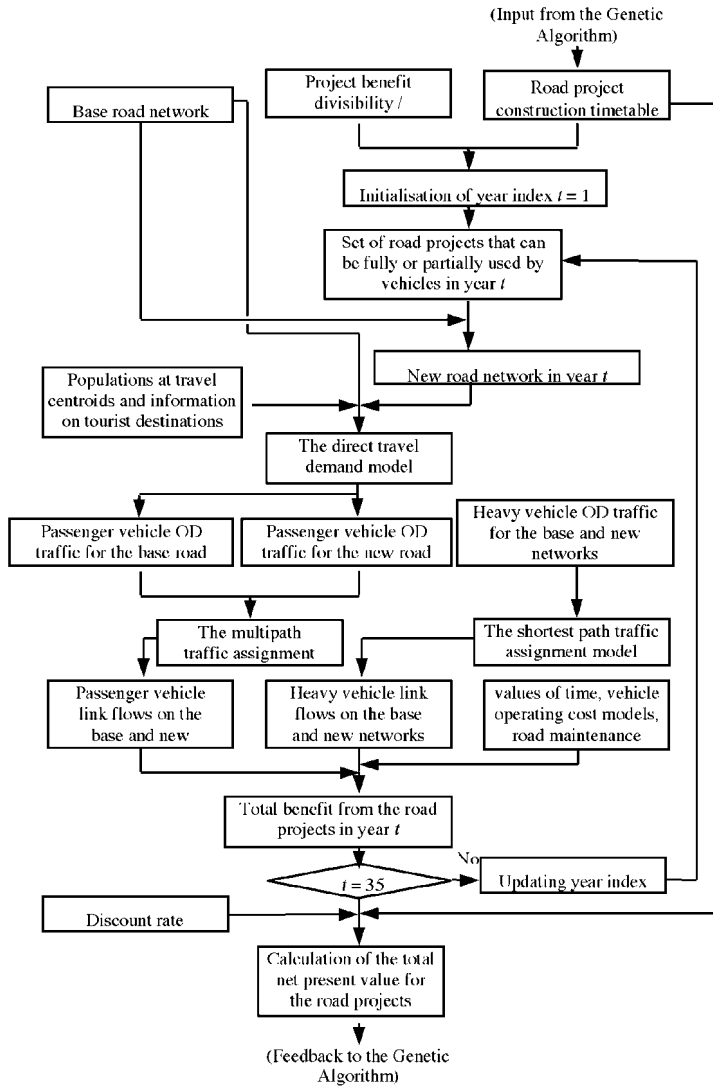 (Input from the Genetic
Algorithm)
Base road network
Project benefit
divisibility /
Road project
construction timetable
Initialisation of year index t = 1
Set of road projects that can
be fully or partially used by
vehicles in year t
New road network in year t
Populations at travel
centroids and information
on tourist destinations
The direct travel
demand model
Passenger vehicle OD
traffic for the base road
Passenger vehicle OD
traffic for the new road
Heavy vehicle OD traffic
for the base and new
networks
The multipath
traffic assignment
The shortest path traffic
assignment model
Passenger vehicle
link flows on the
base and new
Heavy vehicle link
flows on the base
and new networks
values of time, vehicle
operating cost models,
road maintenance
Total benefit from the road
projects in year t
t = 35
No
Updating year index
Discount rate
Calculation of the total
net present value for
the road projects
(Feedback to the Genetic
Algorithm)